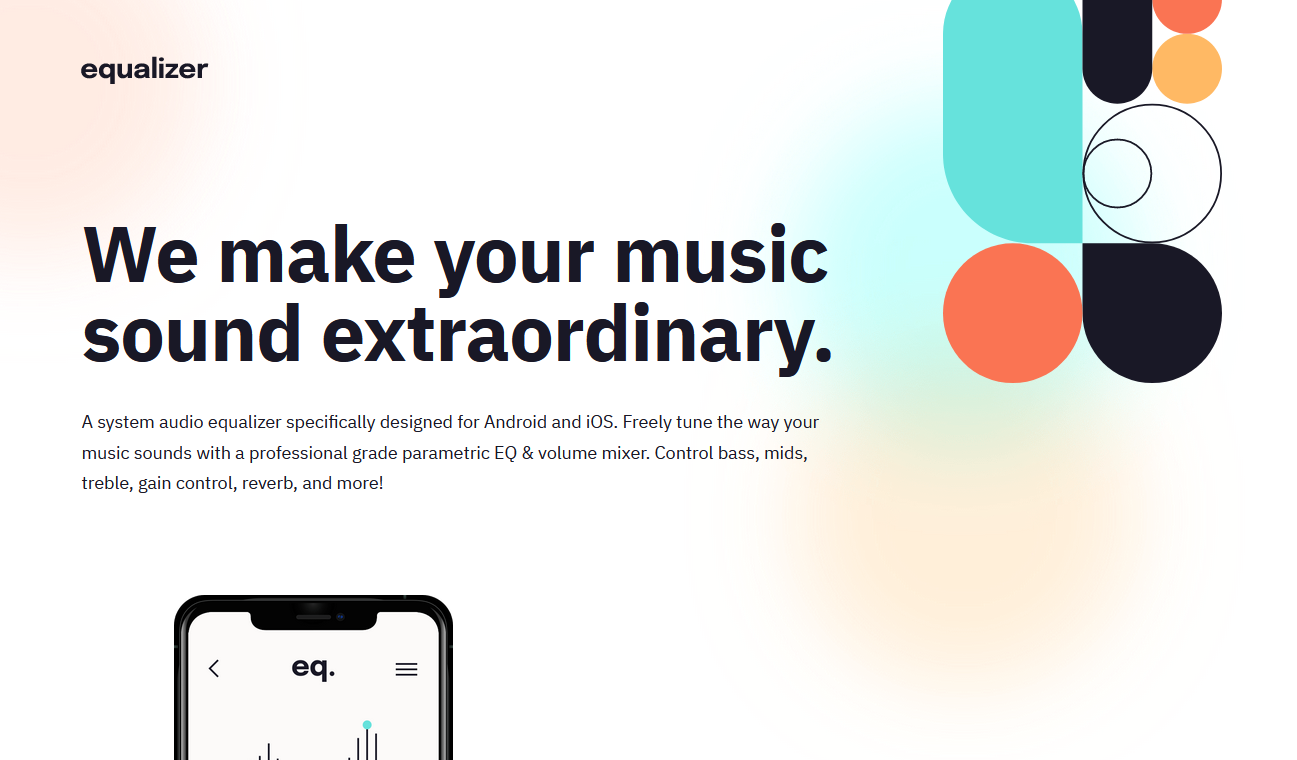 equalizer
We make your music
sound extraordinary.
A system audio equalizer specifically designed for Android and iOS. Freely tune the way your
music sounds with a professional grade parametric EQ & volume mixer. Control bass, mids,
treble, gain control, reverb, and more!
eq.